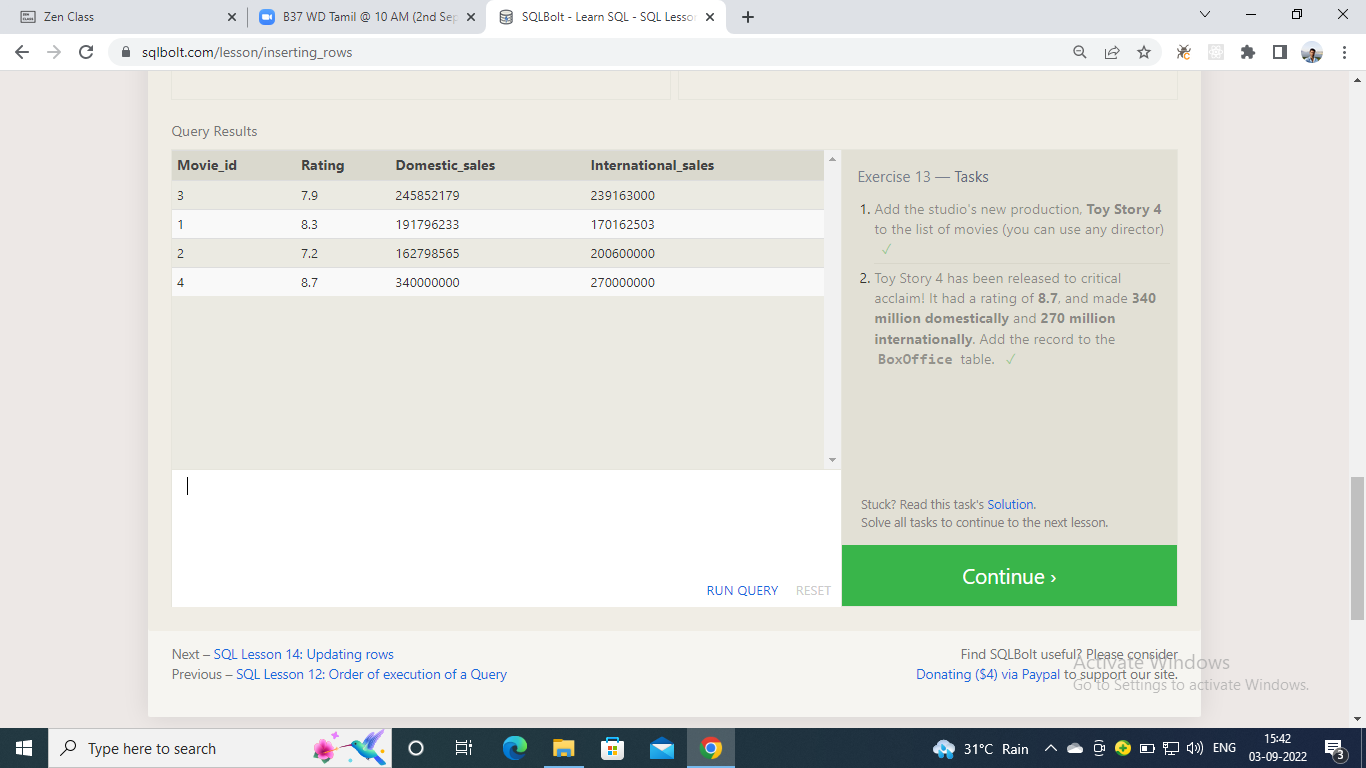 Zen Class
B37 WD Tamil @ 10 AM (2nd Sep
SQLBolt - Learn SQL - SQL Lesson
sqlbolt.com/lesson/inserting_rows
Query Results
Movie_id Rating Domestic_sales International_sales
3 7.9 245852179 239163000
1 8.3 191796233 170162503
2 7.2 162798565 200600000
4 8.7 340000000 270000000
RUN QUERY RESET
Exercise 13 — Tasks
1. Add the studio's new production, Toy Story 4
to the list of movies (you can use any director)
✓
2. Toy Story 4 has been released to critical
acclaim! It had a rating of 8.7, and made 340
million domestically and 270 million
internationally. Add the record to the
BoxOffice table. ✓
Stuck? Read this task's Solution.
Solve all tasks to continue to the next lesson.
Continue ›
Next – SQL Lesson 14: Updating rows
Previous – SQL Lesson 12: Order of execution of a Query
Find SQLBolt useful? Please consider
Donating ($4) via Paypal to support our site.
Activate Windows
Go to Settings to activate Windows.
Type here to search
31°C Rain
ENG
15:42
03-09-2022
3